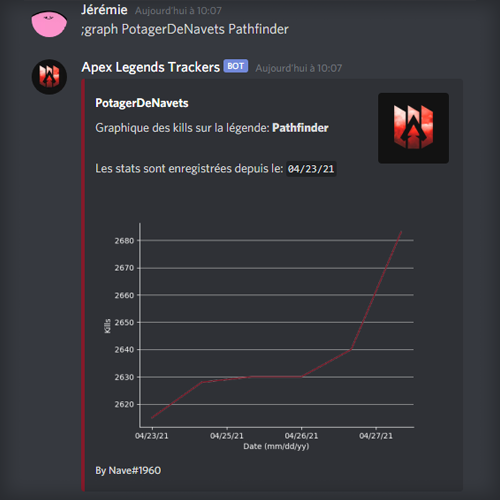 Jérémie Aujourd'hui à 10:07
;graph PotagerDeNavets Pathfinder
Apex Legends Trackers BOT Aujourd'hui à 10:07
PotagerDeNavets
Graphique des kills sur la légende: Pathfinder
Les stats sont enregistrées depuis le: 04/23/21
2680
2670
2660
2650
2640
2630
2620
Kills
04/23/21 04/25/21 04/26/21 04/27/21
Date (mm/dd/yy)
By Nave#1960